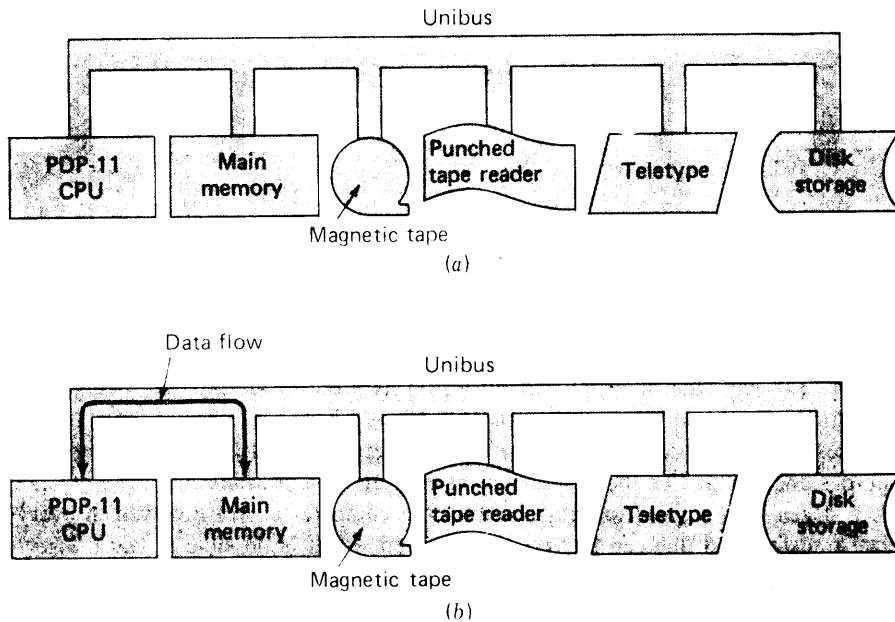 Unibus
PDP-11
CPU
Main
memory
Punched
tape reader
Teletype
Disk
storage
Magnetic tape
(a)
Data flow
Unibus
PDP-11
CPU
Main
memory
Punched
tape reader
Teletype
Disk
storage
Magnetic tape
(b)